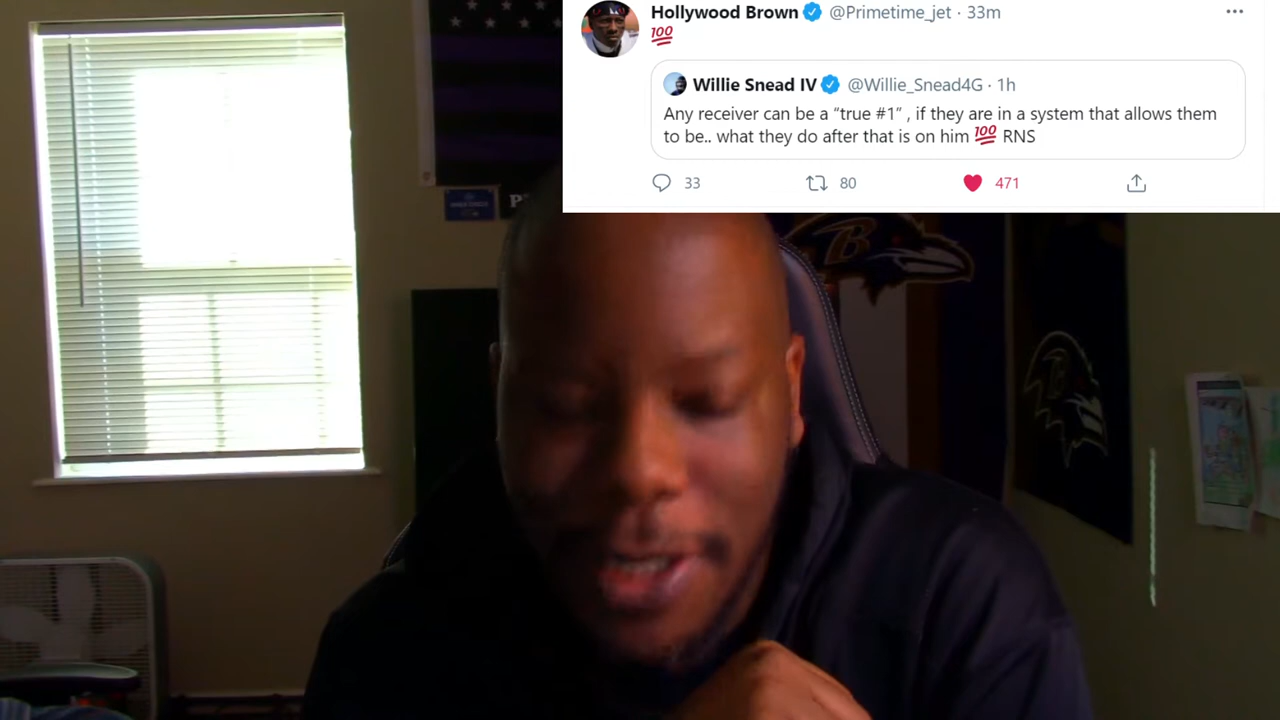 Hollywood Brown @Primetime_jet · 33m
💯
Willie Snead IV @Willie_Snead4G · 1h
Any receiver can be a “true #1” , if they are in a system that allows them
to be.. what they do after that is on him 💯 RNS
33 80 471
B